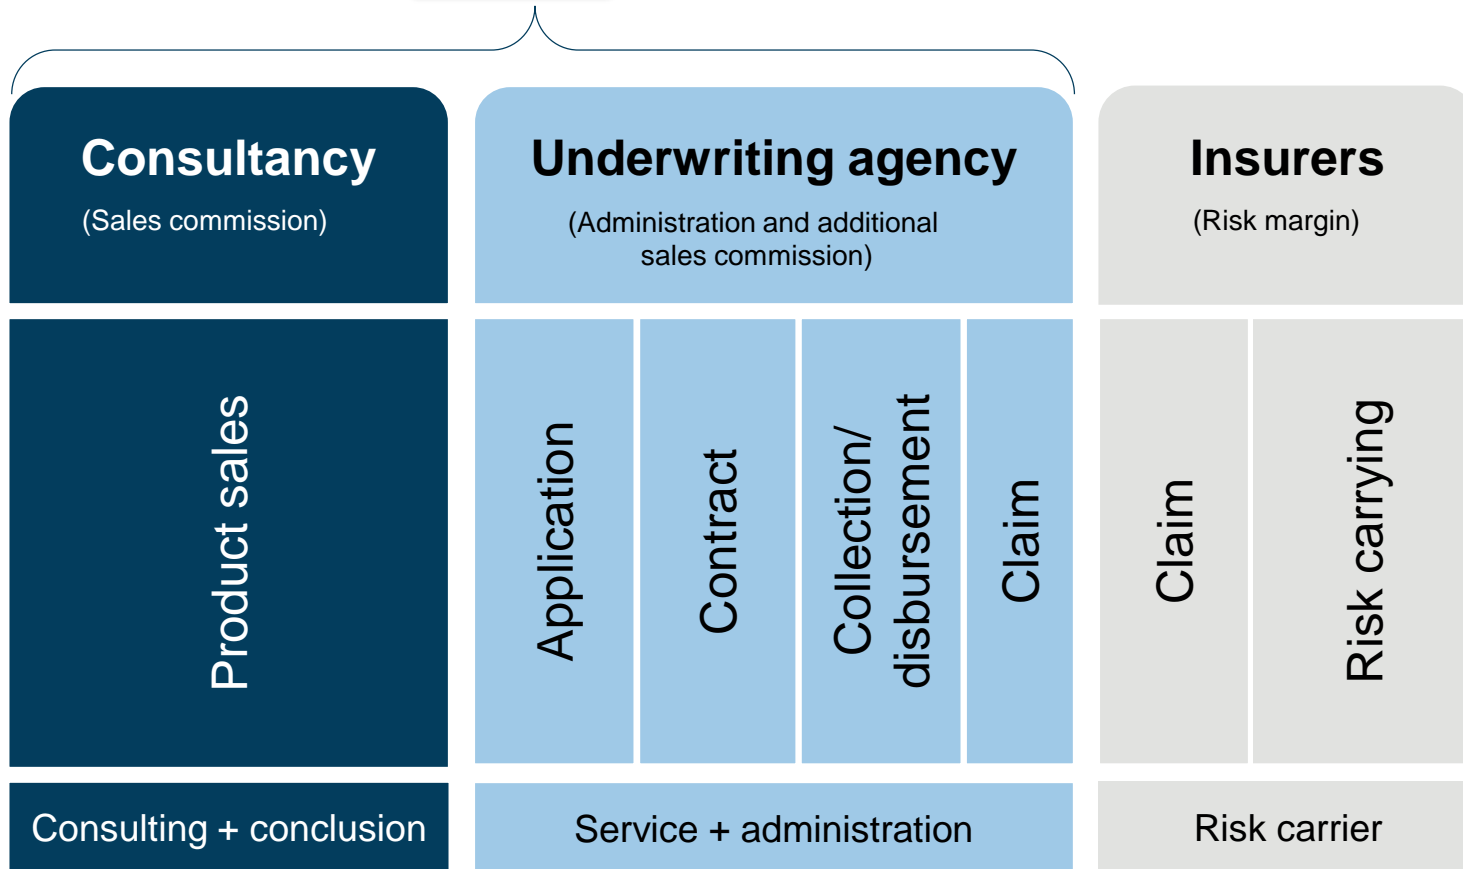 Consultancy
(Sales commission)
Underwriting agency
(Administration and additional
sales commission)
Insurers
(Risk margin)
Product sales
Application
Contract
Collection/
disbursement
Claim
Claim
Risk carrying
Consulting + conclusion
Service + administration
Risk carrier